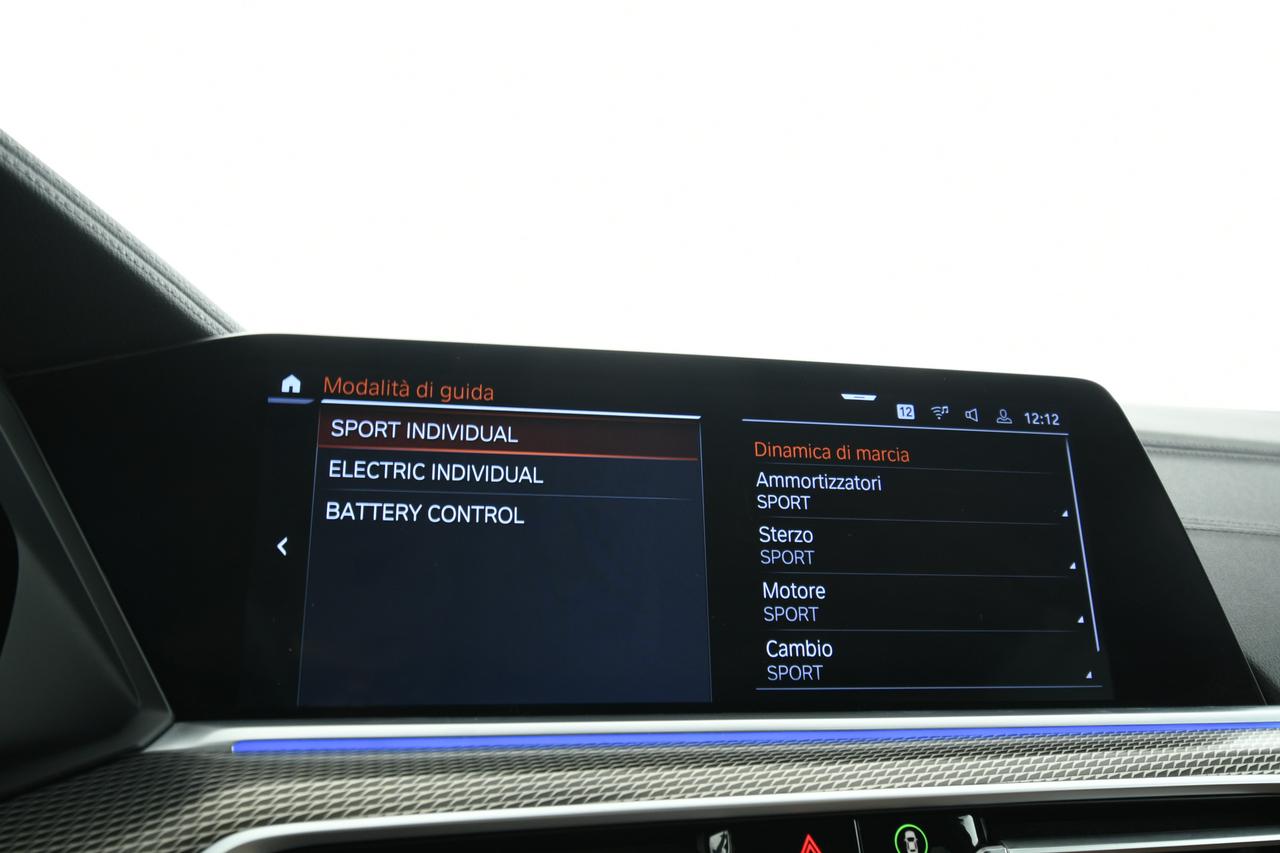 Modalità di guida
SPORT INDIVIDUAL
ELECTRIC INDIVIDUAL
BATTERY CONTROL
12
12:12
Dinamica di marcia
Ammortizzatori
SPORT
Sterzo
SPORT
Motore
SPORT
Cambio
SPORT